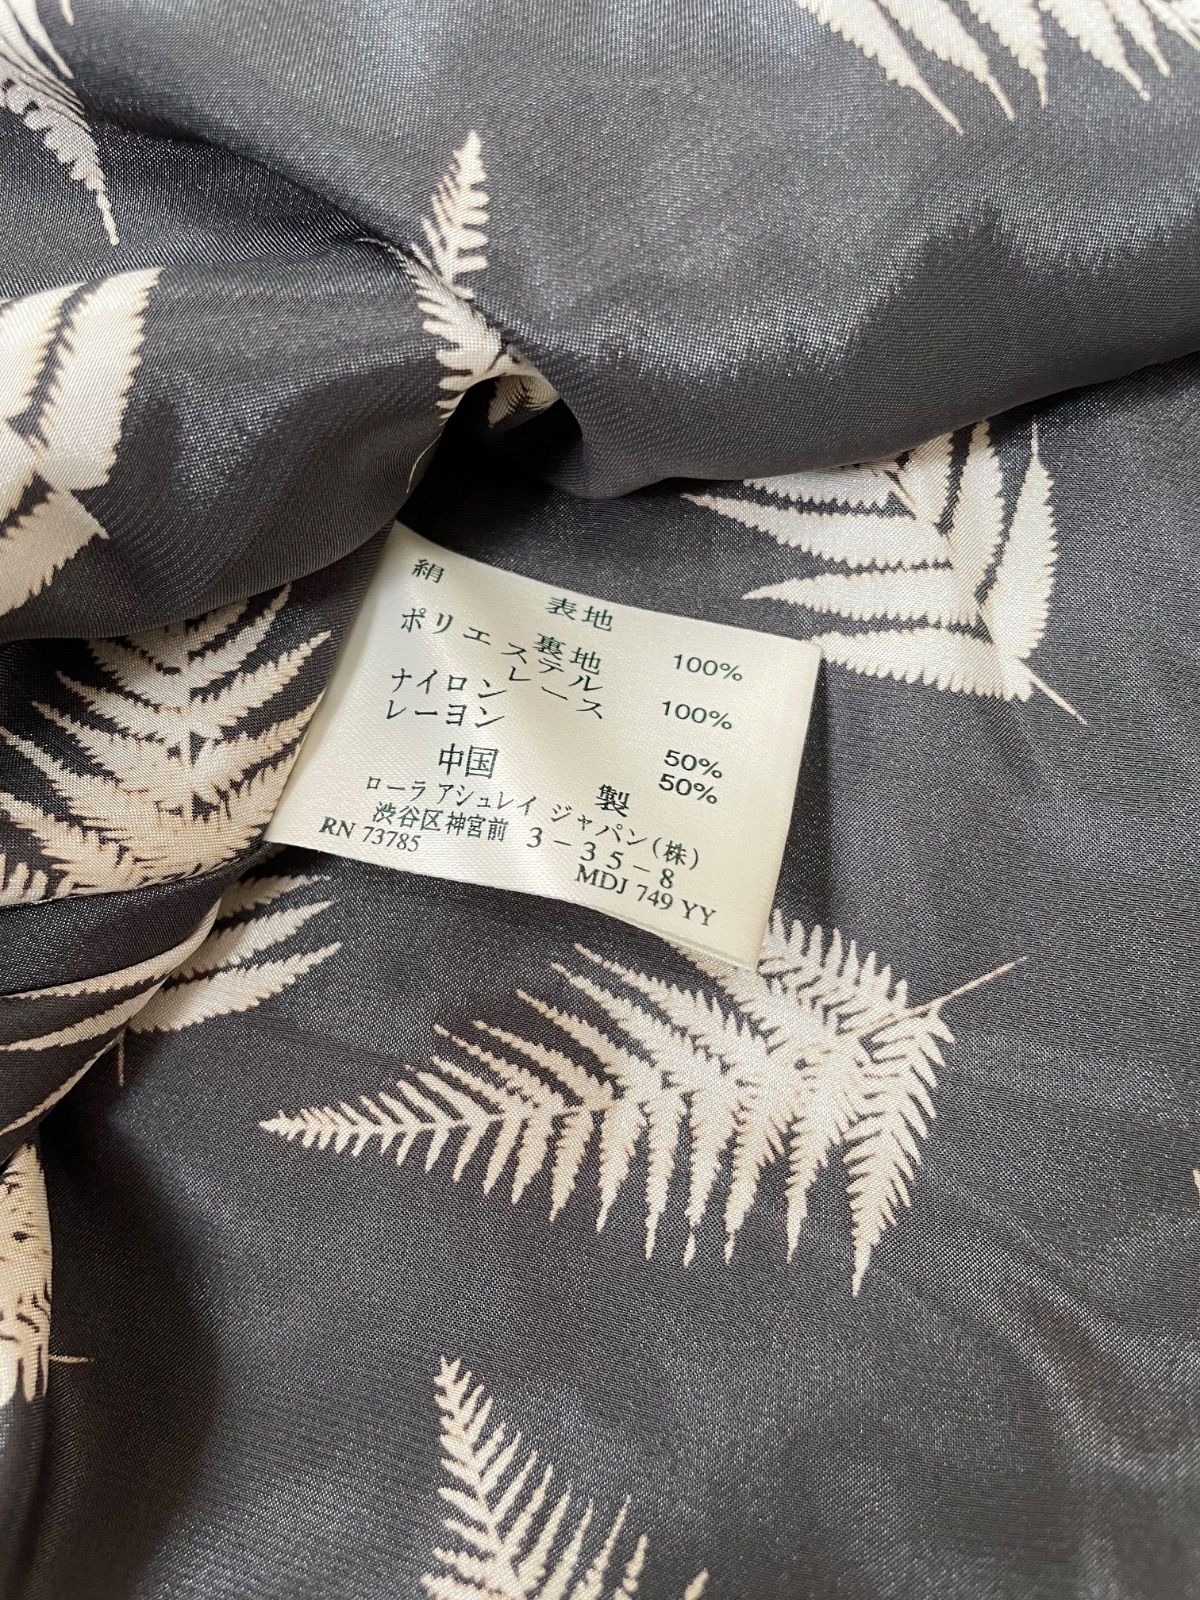 表地
絹 100%
裏地
ポリエステル 100%
レース
ナイロン 50%
レーヨン 50%
中国 製
ローラ アシュレイ ジャパン(株)
渋谷区神宮前 3-35-8
RN 73785 MDJ 749 YY